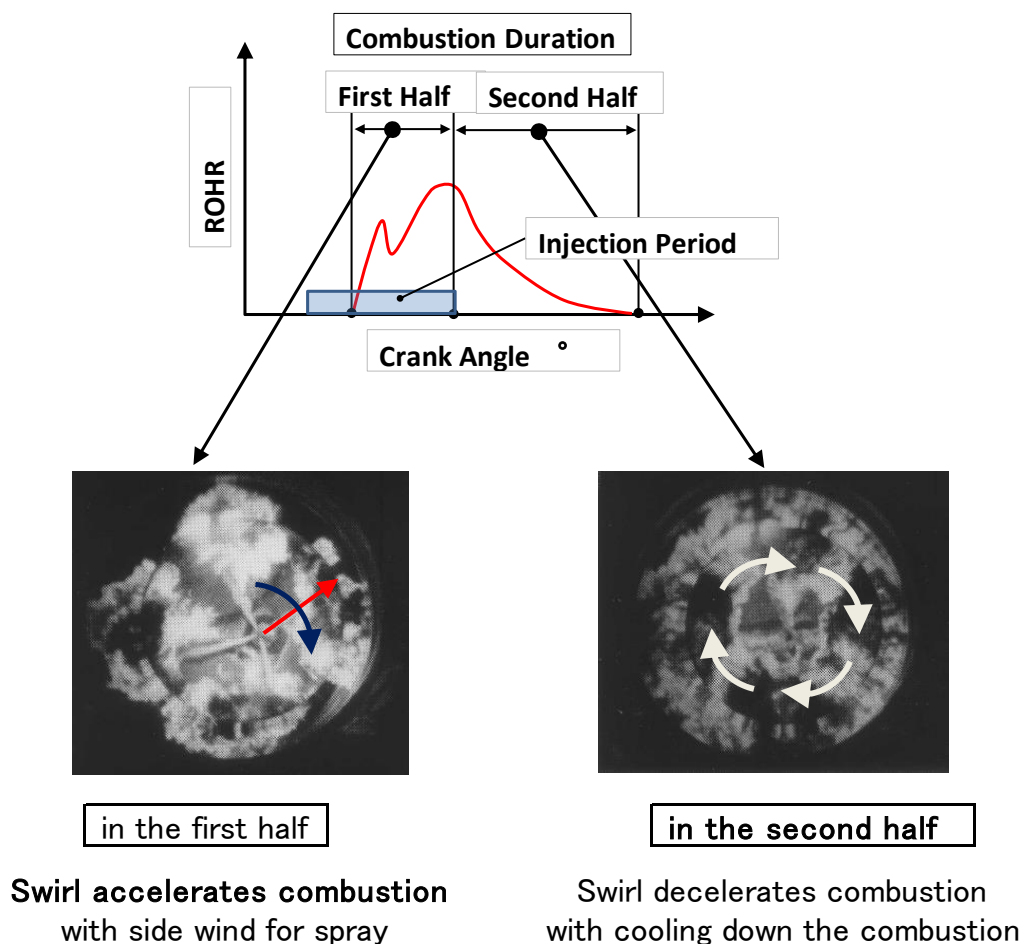 Combustion Duration
First Half
Second Half
ROHR
Injection Period
Crank Angle °
in the first half
in the second half
Swirl accelerates combustion
with side wind for spray
Swirl decelerates combustion
with cooling down the combustion